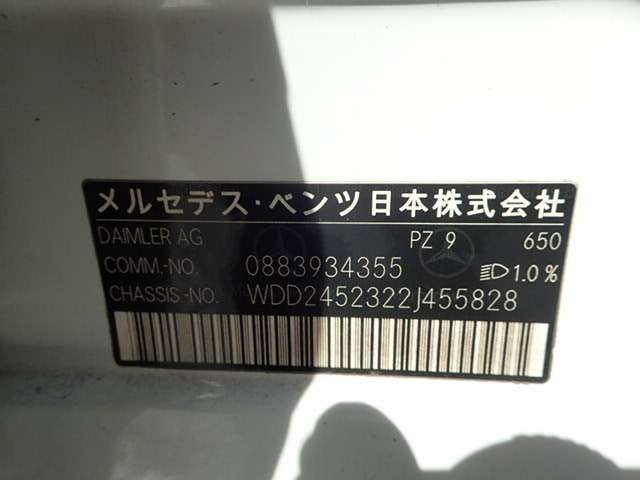 メルセデス・ベンツ日本株式会社
DAIMLER AG PZ 9 650
COMM.-NO. 0883934355 1.0 %
CHASSIS.-NO. WDD2452322J455828